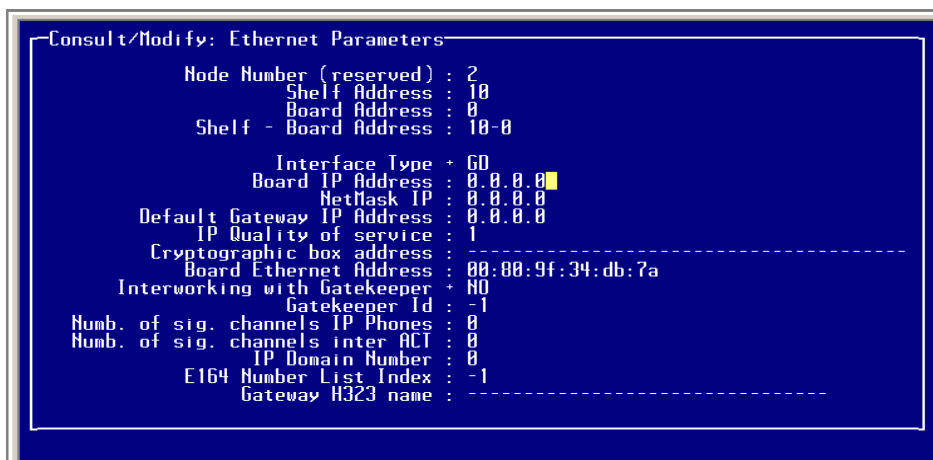 Consult/Modify: Ethernet Parameters
Node Number (reserved) : 2
Shelf Address : 10
Board Address : 0
Shelf - Board Address : 10-0
Interface Type + GD
Board IP Address : 0.0.0.0
NetMask IP : 0.0.0.0
Default Gateway IP Address : 0.0.0.0
IP Quality of service : 1
Cryptographic box address : ---------------------------------------
Board Ethernet Address : 00:80:9f:34:db:7a
Interworking with Gatekeeper + NO
Gatekeeper Id : -1
Numb. of sig. channels IP Phones : 0
Numb. of sig. channels inter ACT : 0
IP Domain Number : 0
E164 Number List Index : -1
Gateway H323 name : --------------------------------